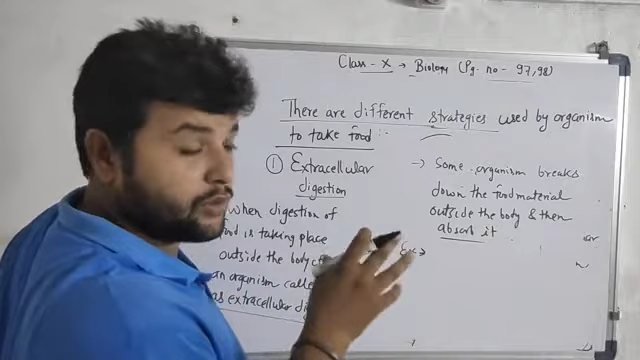 Class - X → Biology (Pg. no - 97,98)
There are different strategies used by organism
to take food :-
① Extracellular
digestion
when digestion of
food is taking place
outside the body
an organism
as extracellular
→ Some organism breaks
down the food material
outside the body & then
absorb it.
Ex →